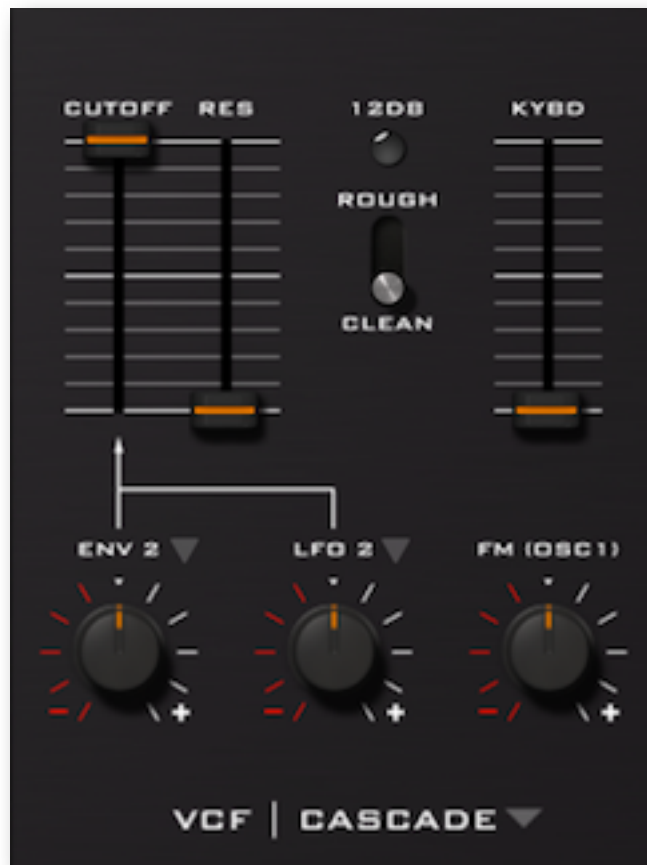 CUTOFF RES 12DB KYBD
ROUGH
CLEAN
ENV 2 LFO 2 FM (OSC1)
VCF | CASCADE